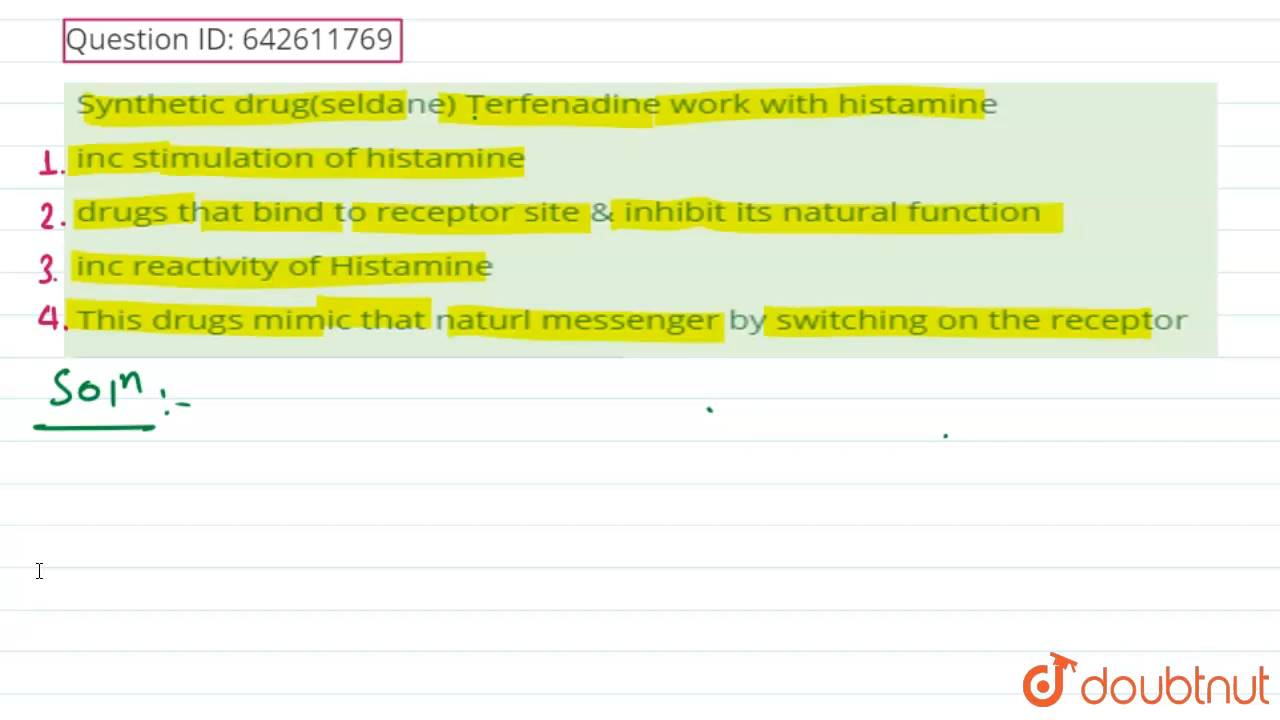 Question ID: 642611769
Synthetic drug(seldane) Terfenadine work with histamine
1. inc stimulation of histamine
2. drugs that bind to receptor site & inhibit its natural function
3. inc reactivity of Histamine
4. This drugs mimic that naturl messenger by switching on the receptor
Soln :-
doubtnut